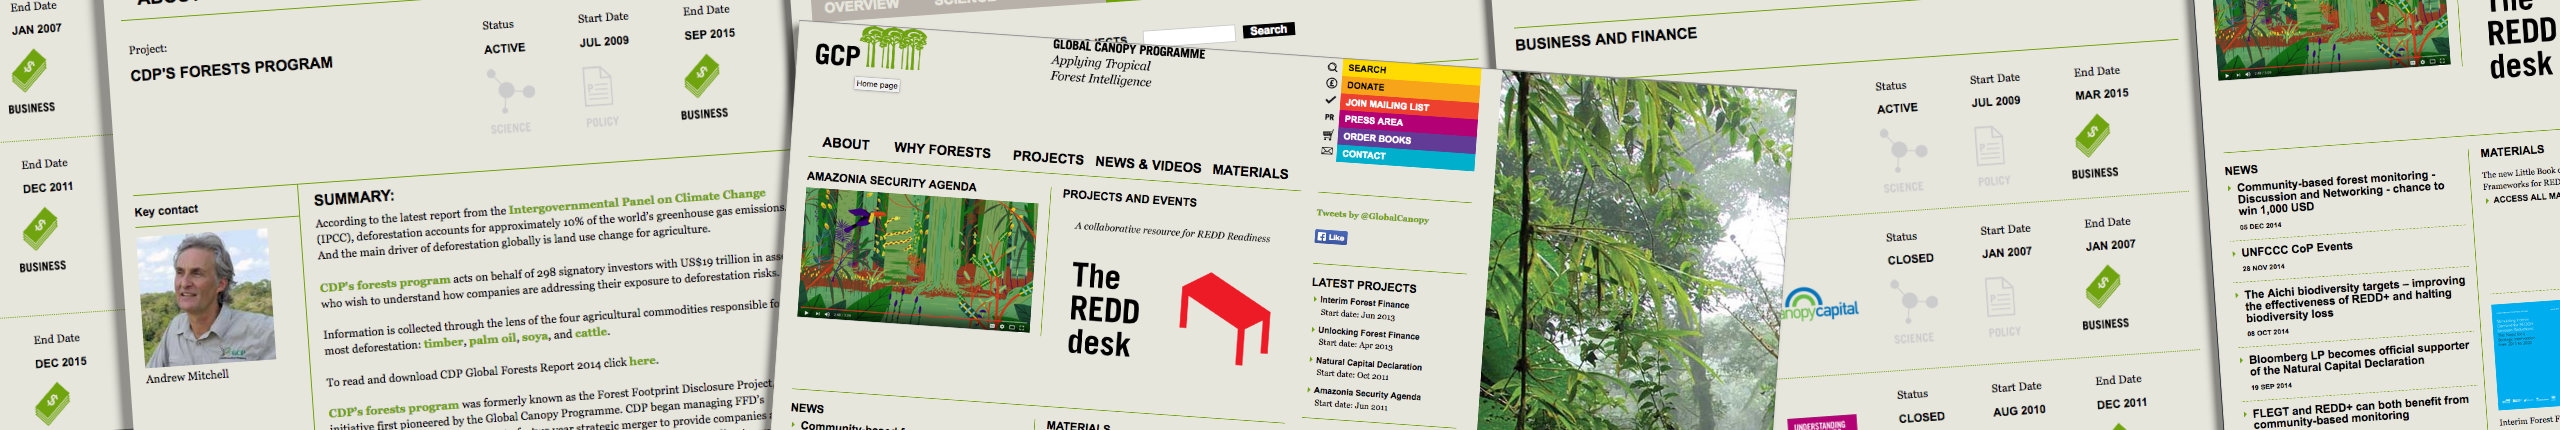 End Date
JAN 2007
BUSINESS
End Date
DEC 2011
BUSINESS
End Date
DEC 2015
Project:
CDP'S FORESTS PROGRAM
Status
ACTIVE
Start Date
JUL 2009
End Date
SEP 2015
SCIENCE
POLICY
BUSINESS
Key contact
GCP
Andrew Mitchell
SUMMARY:
According to the latest report from the Intergovernmental Panel on Climate Change
(IPCC), deforestation accounts for approximately 10% of the world's greenhouse gas emissions.
And the main driver of deforestation globally is land use change for agriculture.
CDP's forests program acts on behalf of 298 signatory investors with US$19 trillion in
who wish to understand how companies are addressing their exposure to deforestation risks.
Information is collected through the lens of the four agricultural commodities responsible
most deforestation: timber, palm oil, soya, and cattle.
To read and download CDP Global Forests Report 2014 click here.
CDP's forests program was formerly known as the Forest Footprint Disclosure Project,
initiative first pioneered by the Global Canopy Programme. CDP began managing FFD's
year strategic merger to provide companies
OVERVIEW
Search
GCP
Home page
GLOBAL CANOPY PROGRAMME
Applying Tropical
Forest Intelligence
SEARCH
DONATE
JOIN MAILING LIST
PR PRESS AREA
ORDER BOOKS
CONTACT
ABOUT WHY FORESTS PROJECTS NEWS & VIDEOS MATERIALS
AMAZONIA SECURITY AGENDA
PROJECTS AND EVENTS
A collaborative resource for REDD Readiness
The
REDD
desk
Tweets by @GlobalCanopy
Like
LATEST PROJECTS
Interim Forest Finance
Start date: Jun 2013
Unlocking Forest Finance
Start date: Apr 2013
Natural Capital Declaration
Start date: Oct 2011
Amazonia Security Agenda
Start date: Jun 2011
NEWS
MATERIALS
BUSINESS AND FINANCE
Status
ACTIVE
Start Date
JUL 2009
End Date
MAR 2015
SCIENCE
POLICY
BUSINESS
Status
CLOSED
Start Date
JAN 2007
End Date
JAN 2007
SCIENCE
POLICY
BUSINESS
Status
CLOSED
Start Date
AUG 2010
End Date
DEC 2011
UNDERSTANDING
The
REDD
desk
NEWS
Community-based forest monitoring -
Discussion and Networking - chance to
win 1,000 USD
05 DEC 2014
UNFCCC CoP Events
28 NOV 2014
The Aichi biodiversity targets – improving
the effectiveness of REDD+ and halting
biodiversity loss
08 OCT 2014
Bloomberg LP becomes official supporter
of the Natural Capital Declaration
19 SEP 2014
FLEGT and REDD+ can both benefit from
community-based monitoring
MATERIALS
The new Little Book
Frameworks for
ACCESS ALL
Interim Forest